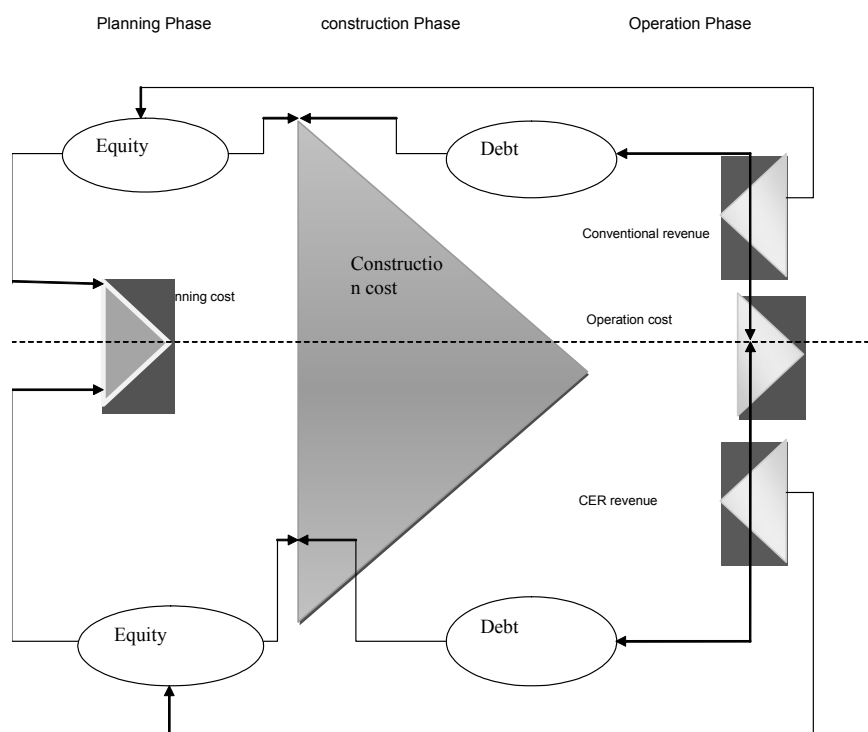 Planning Phase
construction Phase
Operation Phase
Equity
Debt
Conventional revenue
Constructio
n cost
nning cost
Operation cost
CER revenue
Equity
Debt